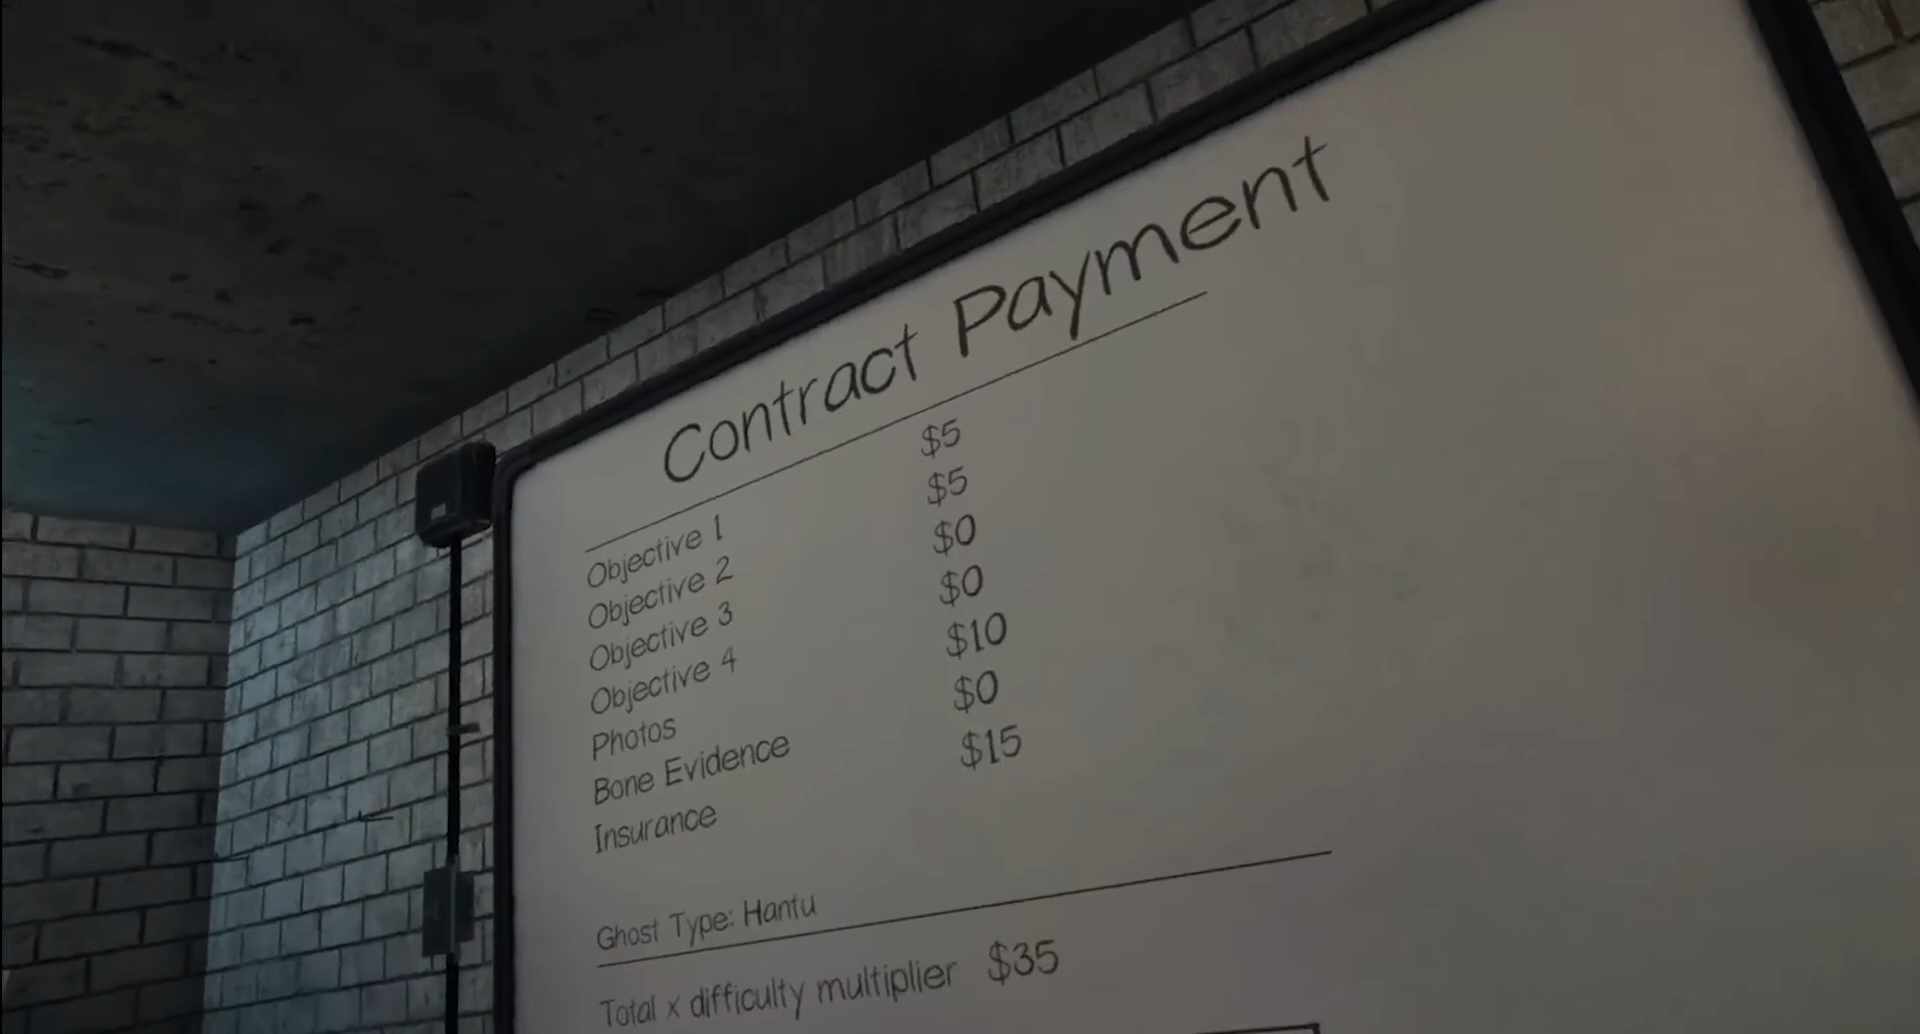 Contract Payment
Objective 1 $5
Objective 2 $5
Objective 3 $0
Objective 4 $0
Photos $10
Bone Evidence $0
Insurance $15
Ghost Type: Hantu
Total x difficulty multiplier $35